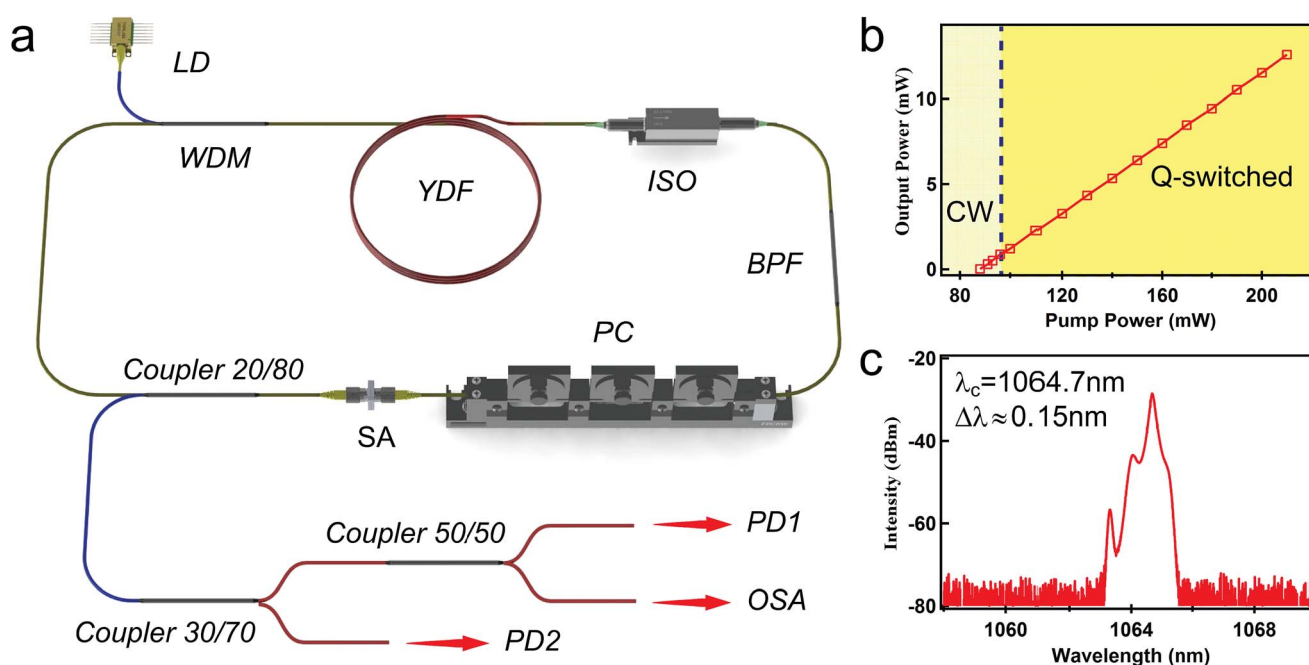 a
LD
WDM
YDF
ISO
BPF
PC
Coupler 20/80
SA
Coupler 50/50
PD1
OSA
Coupler 30/70
PD2
b
Output Power (mW)
10
5
0
CW
Q-switched
80
120
160
200
Pump Power (mW)
c
Intensity (dBm)
-20
-40
-60
-80
λc=1064.7nm
Δλ≈0.15nm
1060
1064
1068
Wavelength (nm)